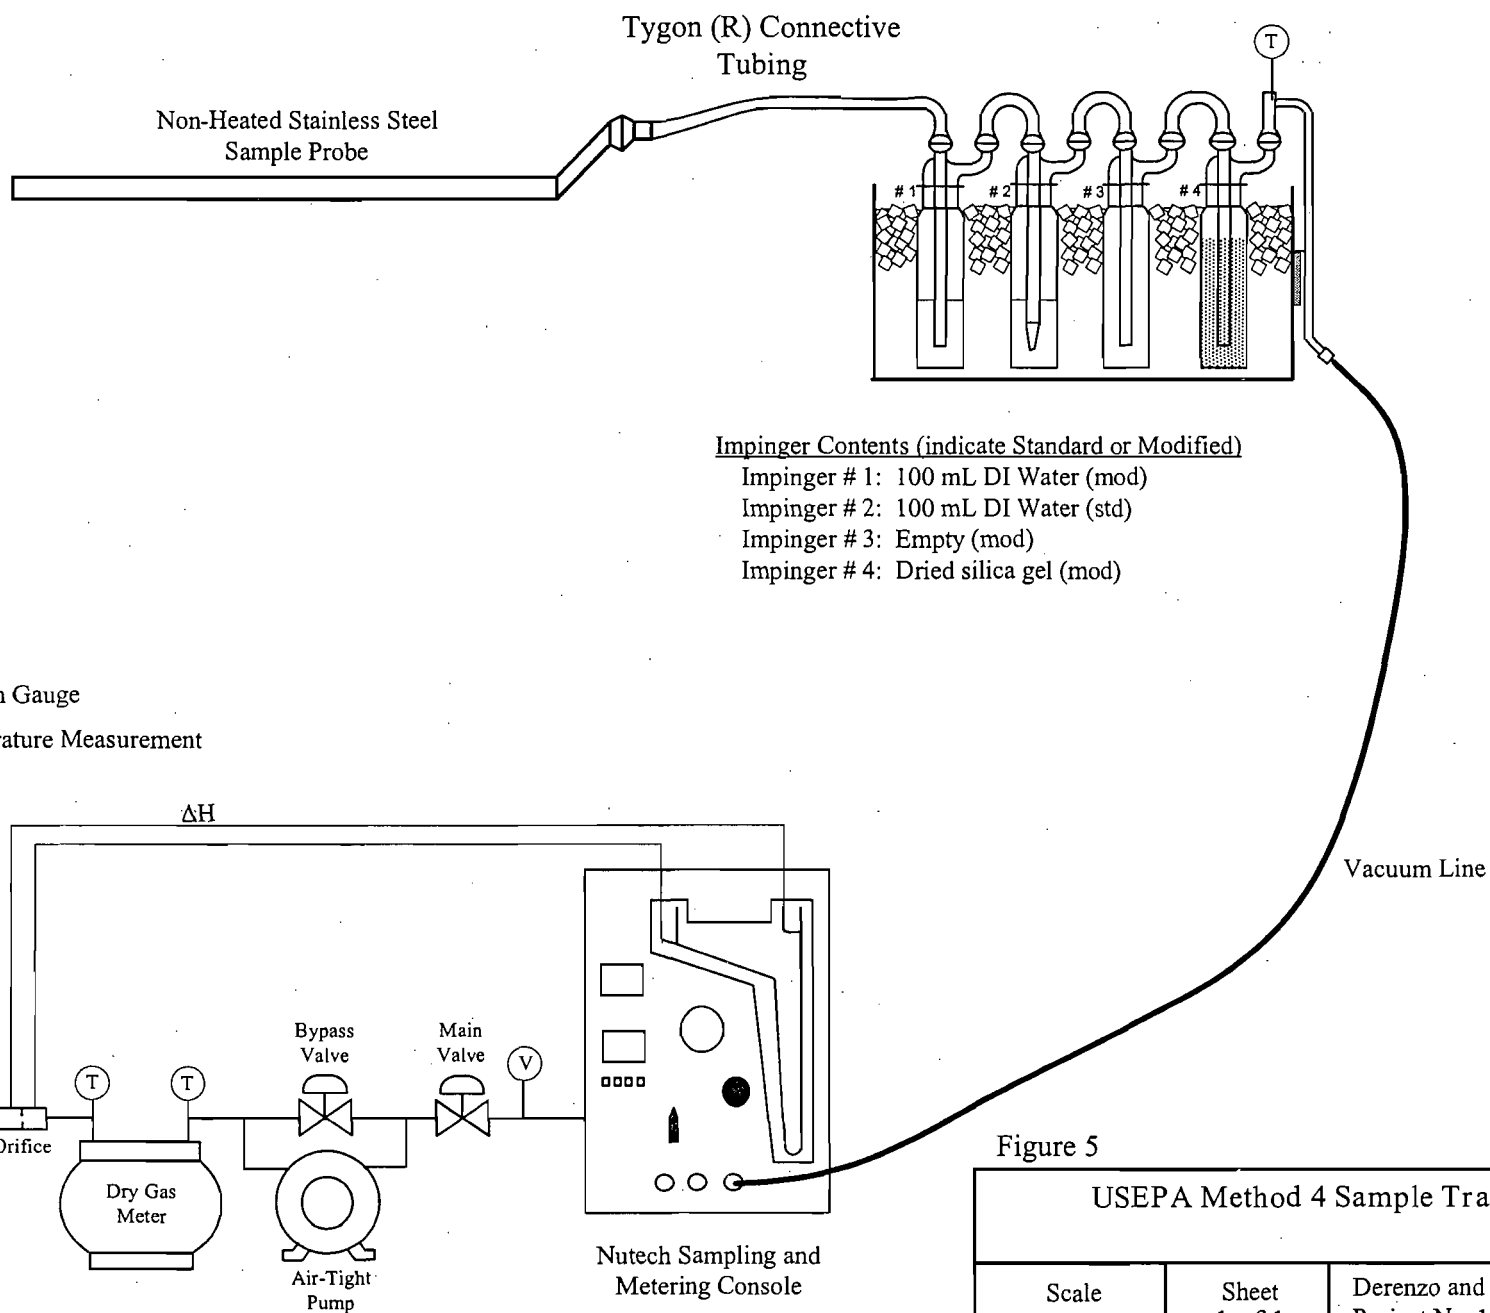 Tygon (R) Connective
Tubing
T
Non-Heated Stainless Steel
Sample Probe
# 1
# 2
# 3
# 4
Impinger Contents (indicate Standard or Modified)
Impinger # 1: 100 mL DI Water (mod)
Impinger # 2: 100 mL DI Water (std)
Impinger # 3: Empty (mod)
Impinger # 4: Dried silica gel (mod)
Gauge
Measurement
ΔH
Vacuum Line
Bypass
Valve
Main
Valve
T
T
V
Orifice
Dry Gas
Meter
Air-Tight
Pump
Nutech Sampling and
Metering Console
Figure 5
USEPA Method 4 Sample Tra
Scale
Sheet
Derenzo and